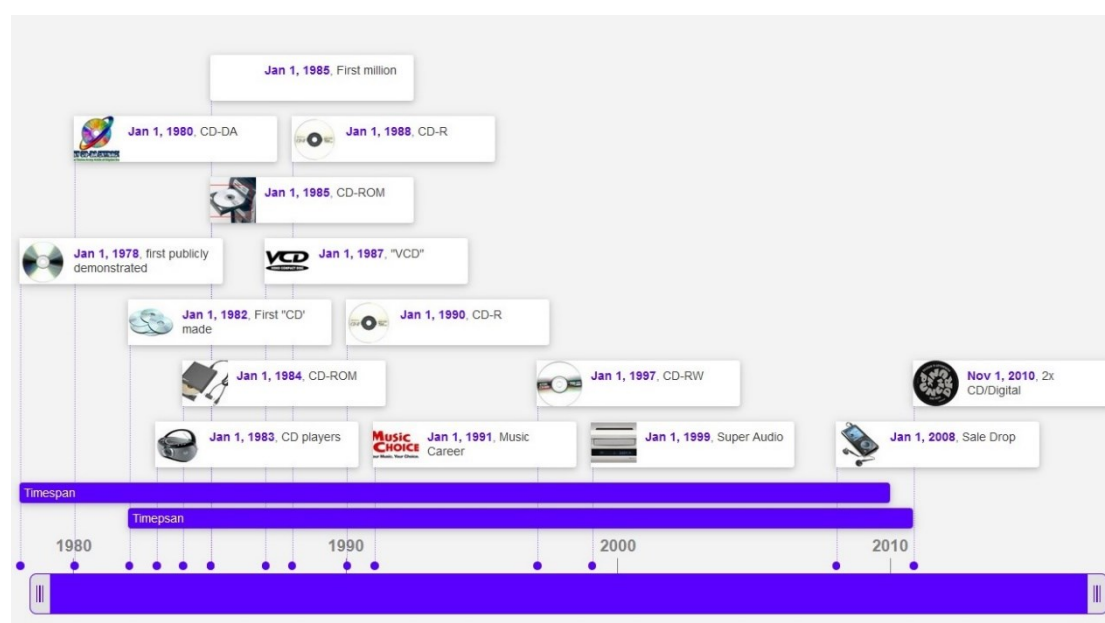 Jan 1, 1985, First million
Jan 1, 1980, CD-DA
Jan 1, 1988, CD-R
Jan 1, 1985, CD-ROM
Jan 1, 1978, first publicly
demonstrated
VCD
Jan 1, 1987, "VCD"
Jan 1, 1982, First "CD'
made
Jan 1, 1990, CD-R
Jan 1, 1984, CD-ROM
Jan 1, 1997, CD-RW
Nov 1, 2010, 2x
CD/Digital
Jan 1, 1983, CD players
Music
CHOICE
Jan 1, 1991, Music
Career
Jan 1, 1999, Super Audio
Jan 1, 2008, Sale Drop
Timespan
Timepsan
1980
1990
2000
2010